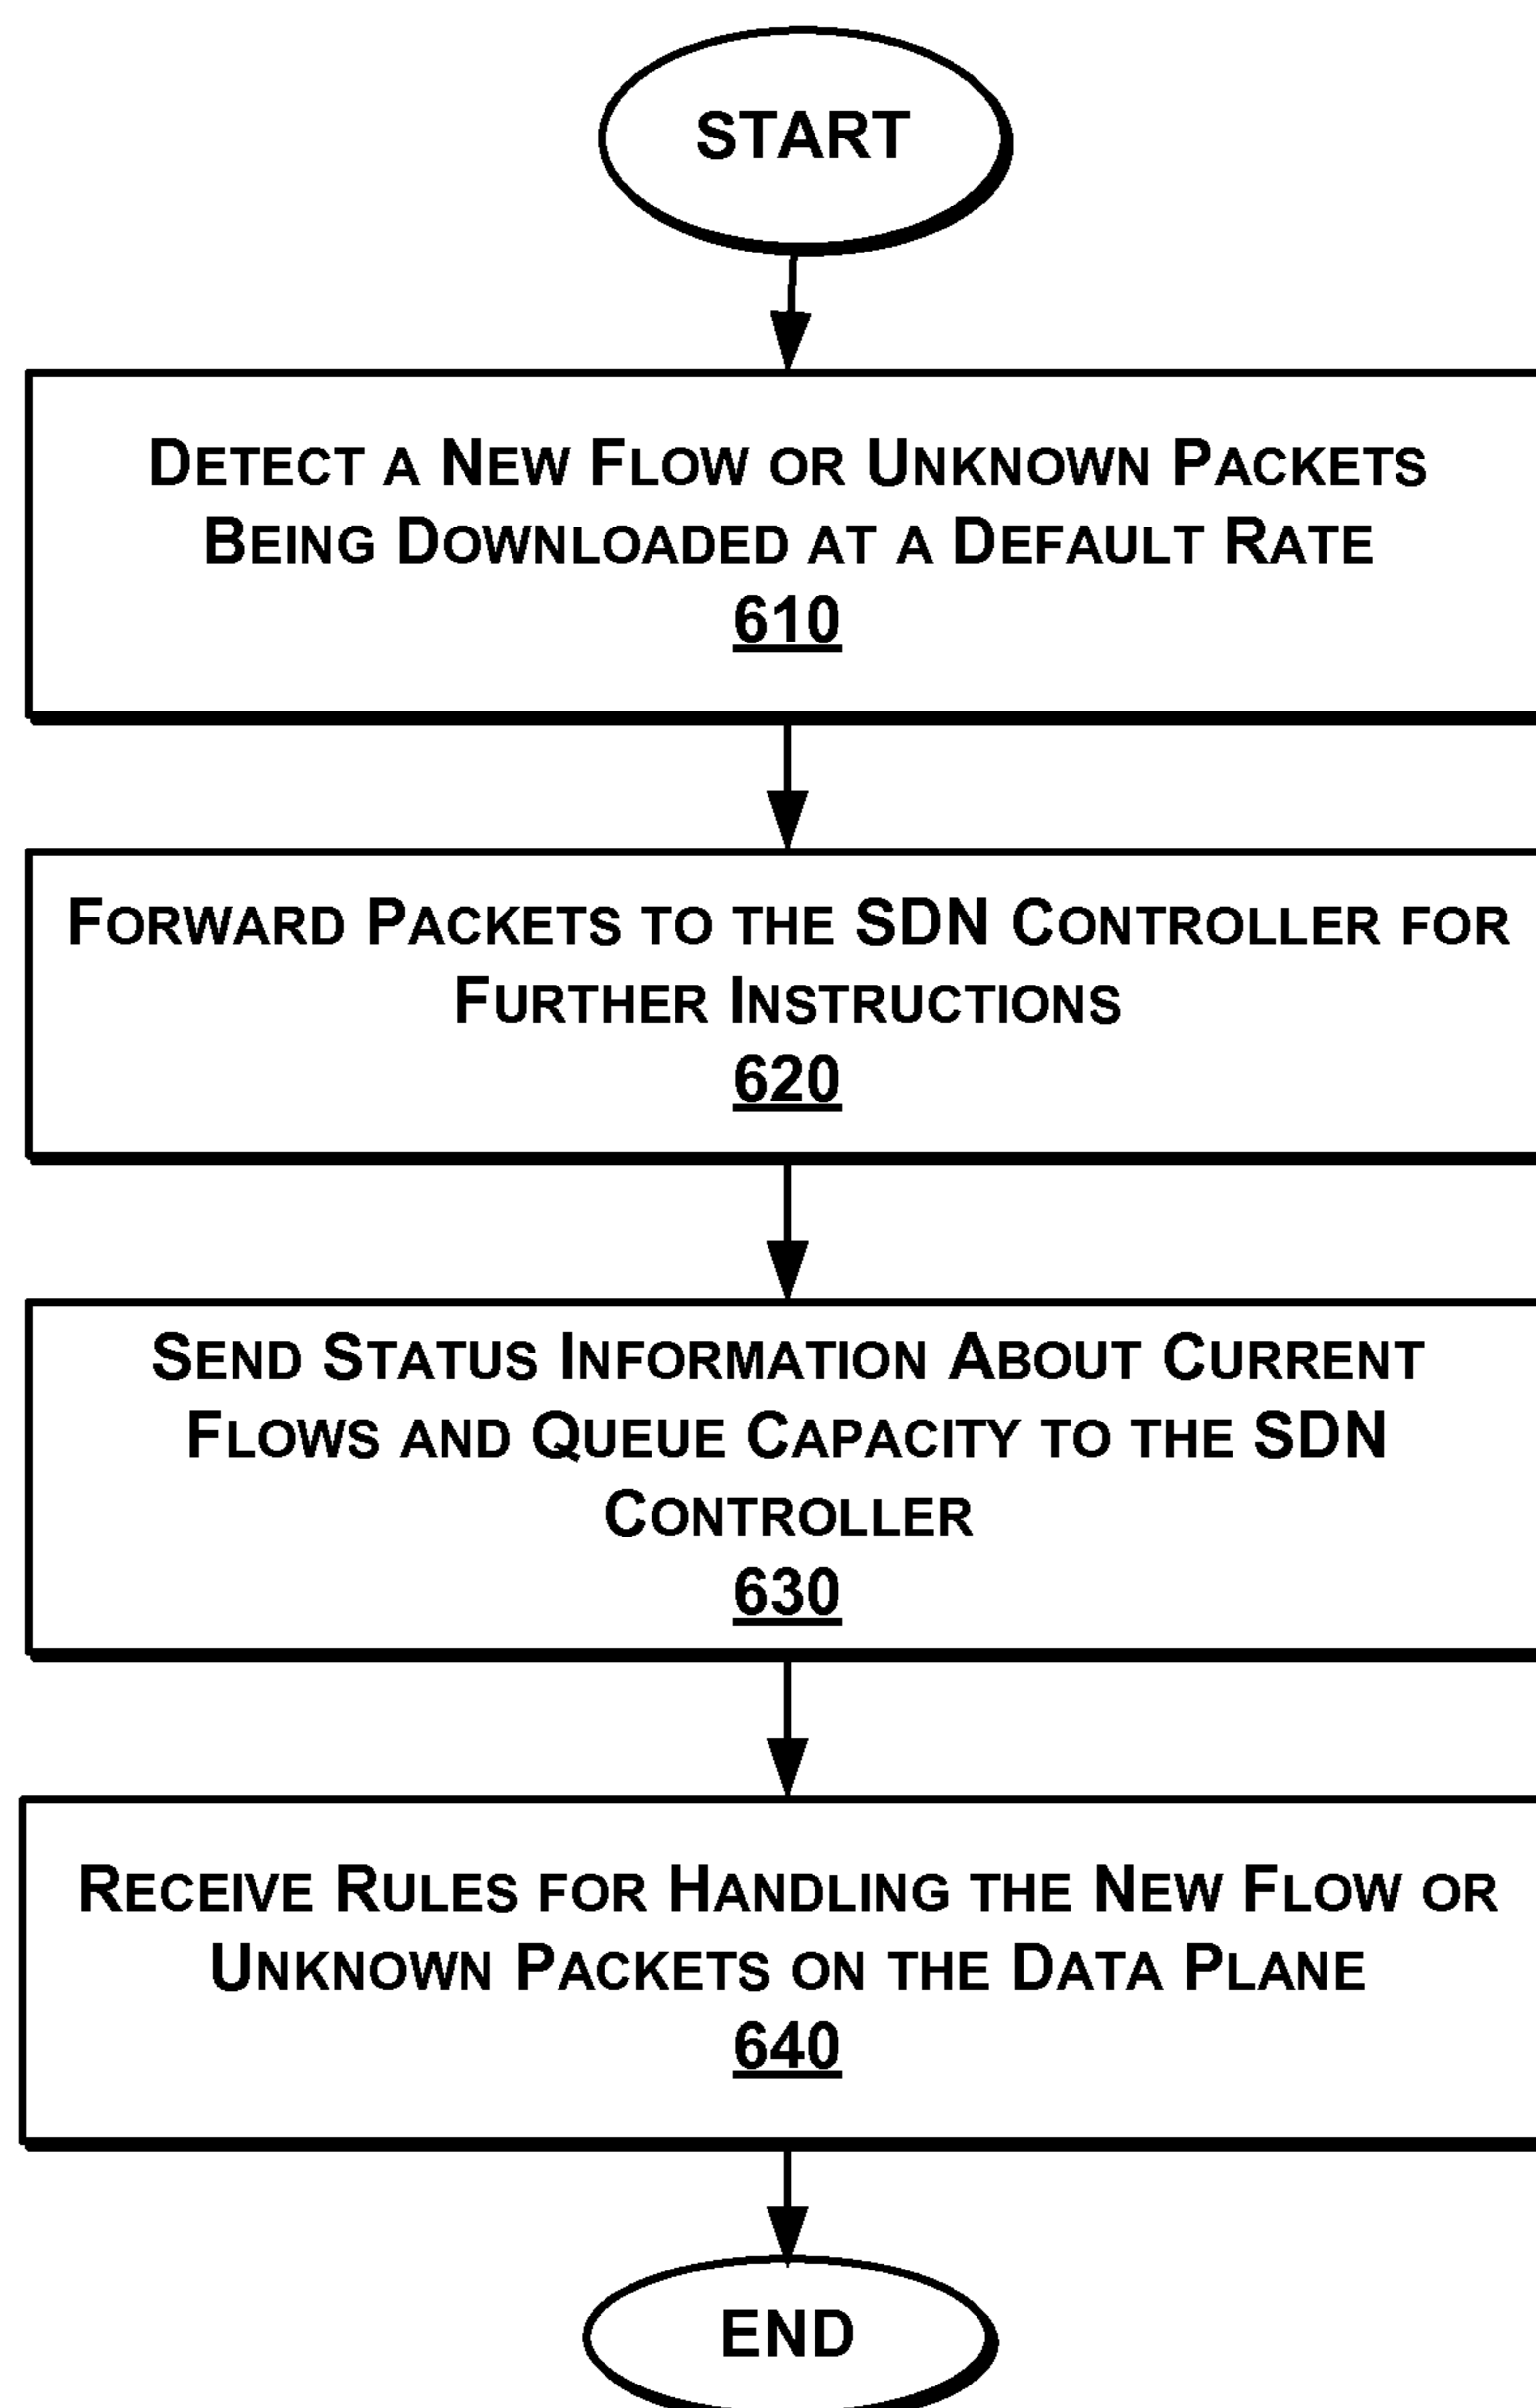 START
DETECT A NEW FLOW OR UNKNOWN PACKETS
BEING DOWNLOADED AT A DEFAULT RATE
610
FORWARD PACKETS TO THE SDN CONTROLLER FOR
FURTHER INSTRUCTIONS
620
SEND STATUS INFORMATION ABOUT CURRENT
FLOWS AND QUEUE CAPACITY TO THE SDN
CONTROLLER
630
RECEIVE RULES FOR HANDLING THE NEW FLOW OR
UNKNOWN PACKETS ON THE DATA PLANE
640
END